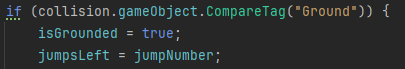 if (collision.gameObject.CompareTag("Ground")) {
    isGrounded = true;
    jumpsLeft = jumpNumber;